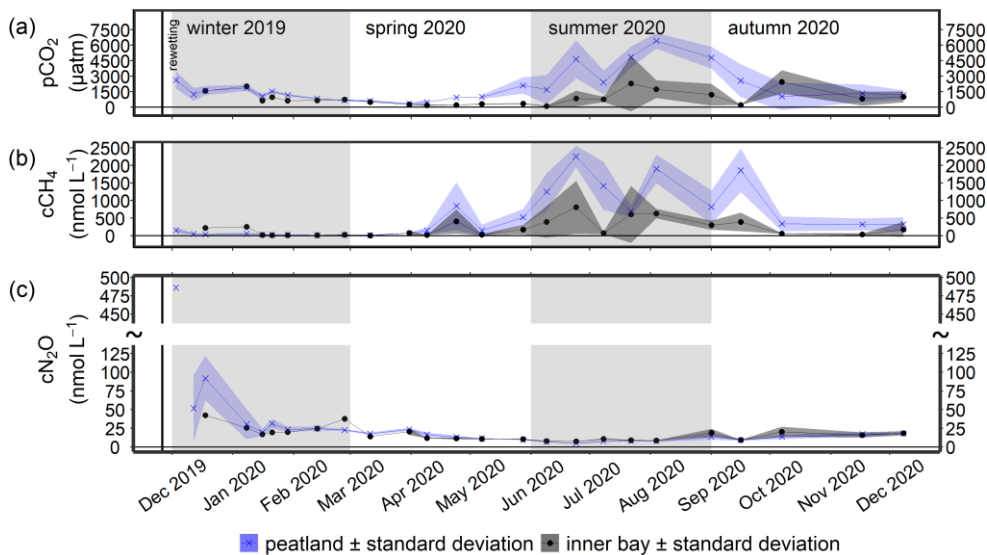 (a)
pCO₂
(µatm)
7500
6000
4500
3000
1500
0
rewetting
winter 2019
spring 2020
summer 2020
autumn 2020
7500
6000
4500
3000
1500
0
(b)
cCH₄
(nmol L⁻¹)
2500
2000
1500
1000
500
0
2500
2000
1500
1000
500
0
(c)
cN₂O
(nmol L⁻¹)
500
475
450
~
125
100
75
50
25
0
500
475
450
~
125
100
75
50
25
0
Dec 2019
Jan 2020
Feb 2020
Mar 2020
Apr 2020
May 2020
Jun 2020
Jul 2020
Aug 2020
Sep 2020
Oct 2020
Nov 2020
Dec 2020
peatland ± standard deviation
inner bay ± standard deviation